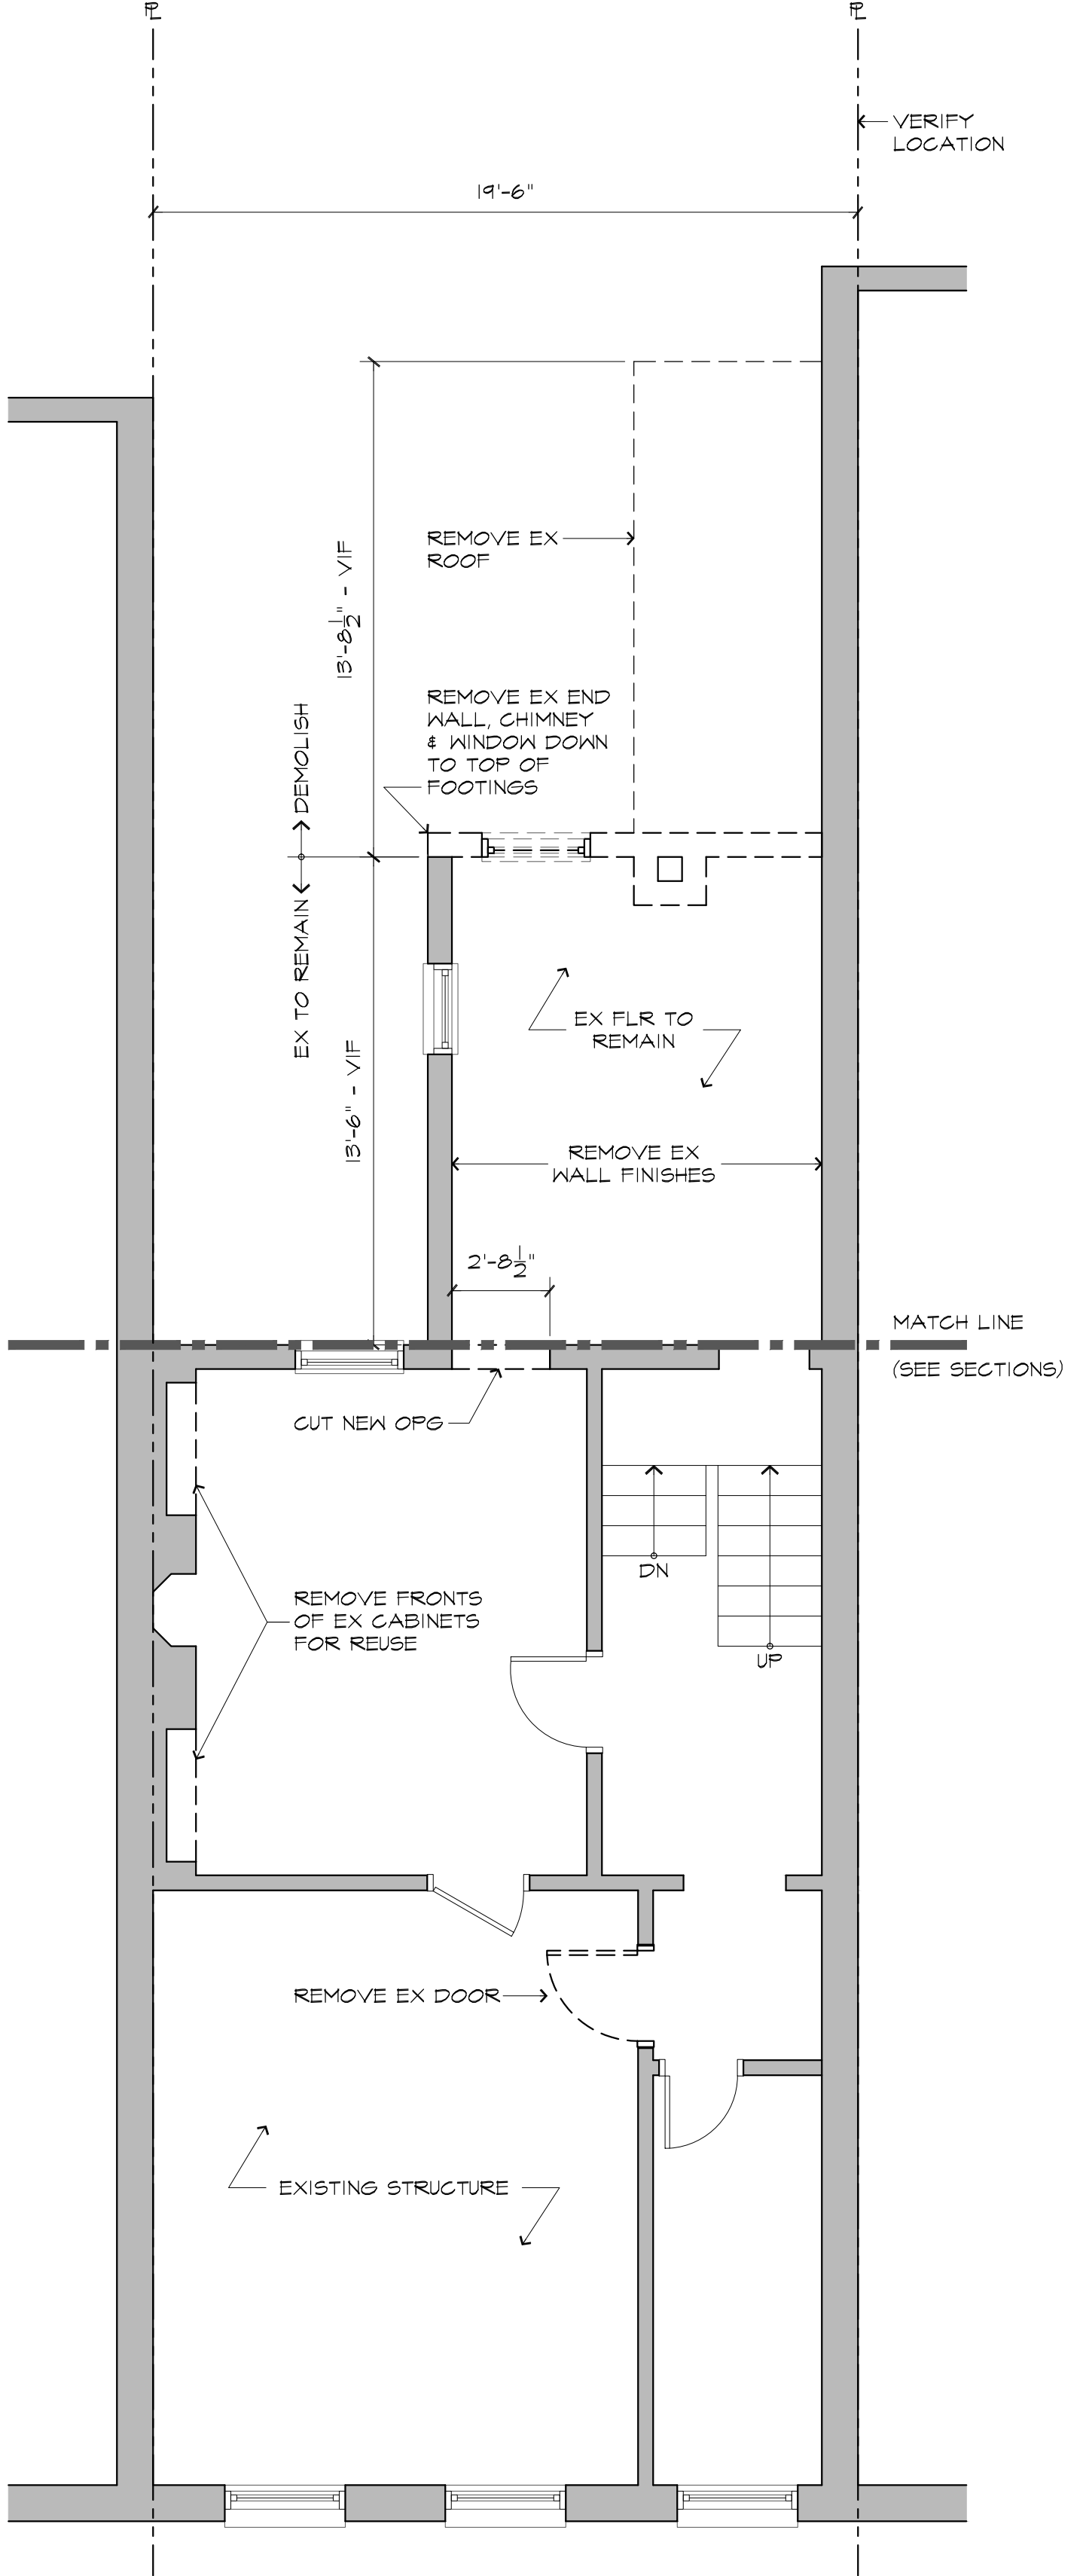 PL
PL
VERIFY
LOCATION
19'-6"
13'-8 1/2" - VIF
REMOVE EX
ROOF
REMOVE EX END
WALL, CHIMNEY
& WINDOW DOWN
TO TOP OF
FOOTINGS
DEMOLISH
EX TO REMAIN
13'-6" - VIF
EX FLR TO
REMAIN
REMOVE EX
WALL FINISHES
2'-8 1/2"
MATCH LINE
(SEE SECTIONS)
CUT NEW OPG
DN
UP
REMOVE FRONTS
OF EX CABINETS
FOR REUSE
REMOVE EX DOOR
EXISTING STRUCTURE